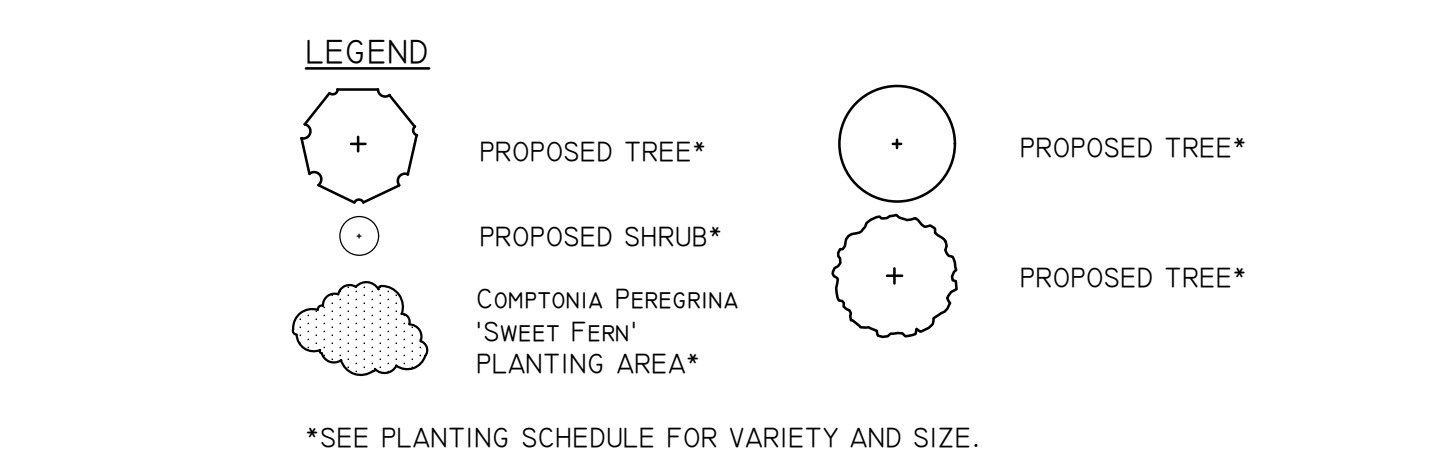 LEGEND
PROPOSED TREE*
PROPOSED SHRUB*
COMPTONIA PEREGRINA
'SWEET FERN'
PLANTING AREA*
PROPOSED TREE*
PROPOSED TREE*
*SEE PLANTING SCHEDULE FOR VARIETY AND SIZE.